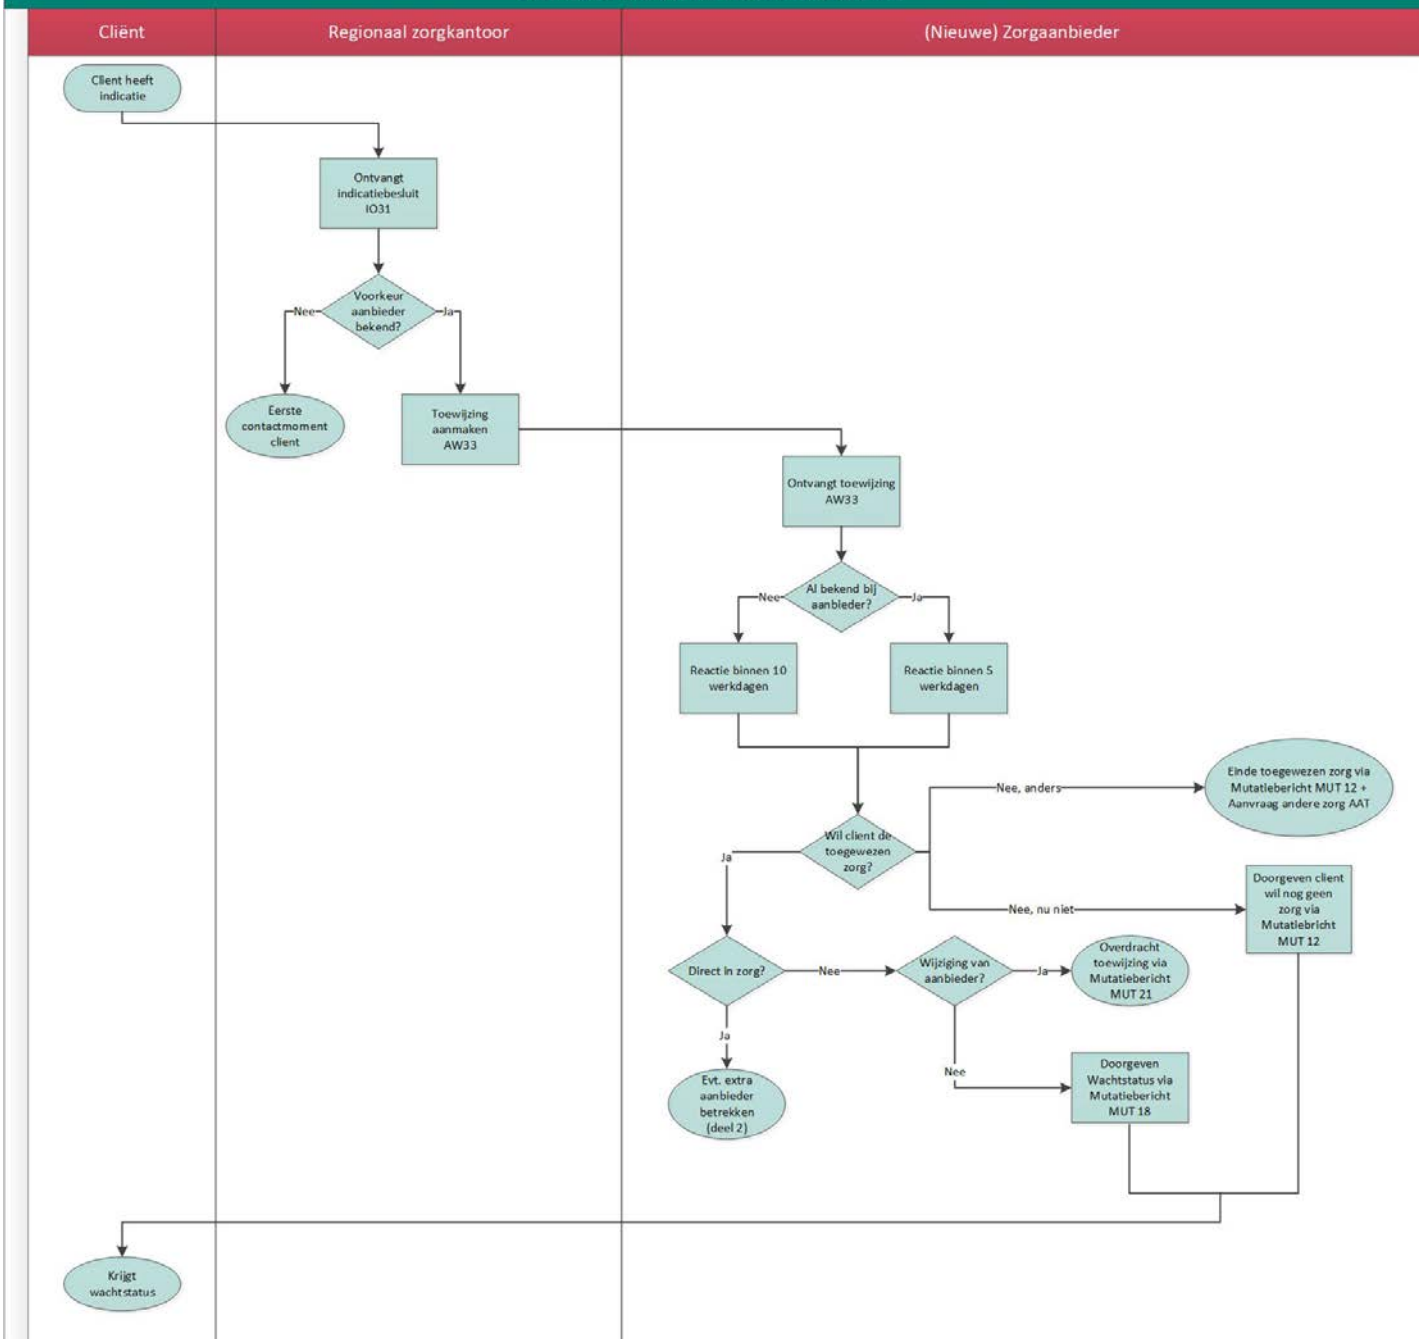 Cliënt
Regionaal zorgkantoor
(Nieuwe) Zorgaanbieder
Client heeft
indicatie
Ontvangt
indicatiebesluit
IO31
Voorkeur
aanbieder
bekend?
Nee
Ja
Eerste
contactmoment
client
Toewijzing
aanmaken
AW33
Ontvangt toewijzing
AW33
Al bekend bij
aanbieder?
Nee
Ja
Reactie binnen 10
werkdagen
Reactie binnen 5
werkdagen
Wil client de
toegewezen
zorg?
Nee, anders
Einde toegewezen zorg via
Mutatiebericht MUT 12 +
Aanvraag andere zorg AAT
Nee, nu niet
Doorgeven client
wil nog geen
zorg via
Mutatiebricht
MUT 12
Ja
Direct in zorg?
Nee
Wijziging van
aanbieder?
Ja
Overdracht
toewijzing via
Mutatiebericht
MUT 21
Ja
Evt. extra
aanbieder
betrekken
(deel 2)
Nee
Doorgeven
Wachtstatus via
Mutatiebericht
MUT 18
Krijgt
wachtstatus